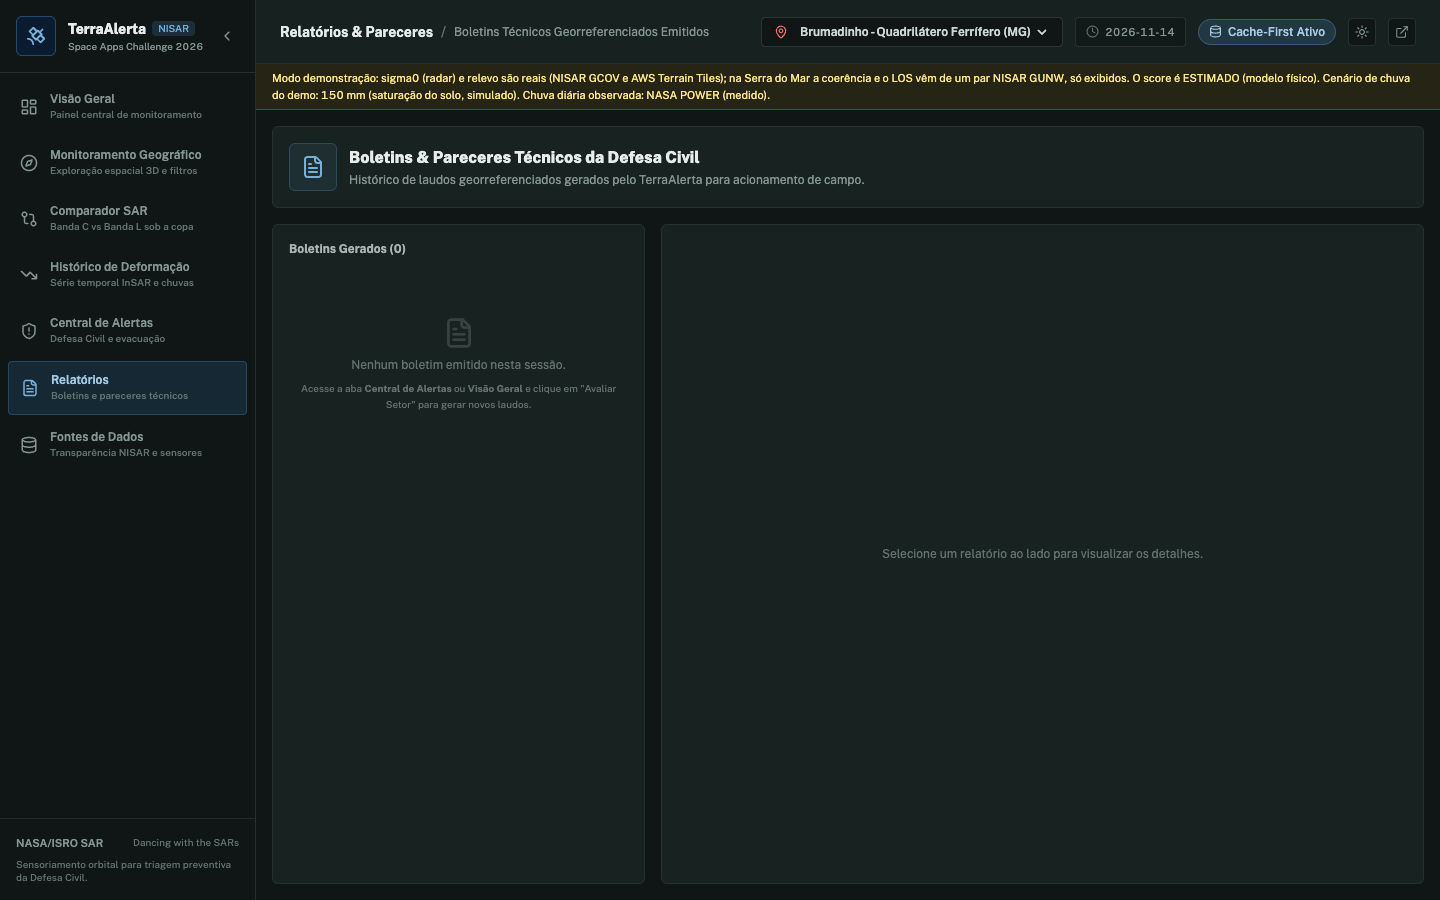 TerraAlerta NISAR
Space Apps Challenge 2026
Visão Geral
Painel central de monitoramento
Monitoramento Geográfico
Exploração espacial 3D e filtros
Comparador SAR
Banda C vs Banda L sob a copa
Histórico de Deformação
Série temporal InSAR e chuvas
Central de Alertas
Defesa Civil e evacuação
Relatórios
Boletins e pareceres técnicos
Fontes de Dados
Transparência NISAR e sensores
NASA/ISRO SAR Dancing with the SARs
Sensoriamento orbital para triagem preventiva
da Defesa Civil.
Relatórios & Pareceres / Boletins Técnicos Georreferenciados Emitidos
Brumadinho - Quadrilátero Ferrífero (MG)
2026-11-14
Cache-First Ativo
Modo demonstração: sigma0 (radar) e relevo são reais (NISAR GCOV e AWS Terrain Tiles); na Serra do Mar a coerência e o LOS vêm de um par NISAR GUNW, só exibidos. O score é ESTIMADO (modelo físico). Cenário de chuva
do demo: 150 mm (saturação do solo, simulado). Chuva diária observada: NASA POWER (medido).
Boletins & Pareceres Técnicos da Defesa Civil
Histórico de laudos georreferenciados gerados pelo TerraAlerta para acionamento de campo.
Boletins Gerados (0)
Nenhum boletim emitido nesta sessão.
Acesse a aba Central de Alertas ou Visão Geral e clique em "Avaliar
Setor" para gerar novos laudos.
Selecione um relatório ao lado para visualizar os detalhes.